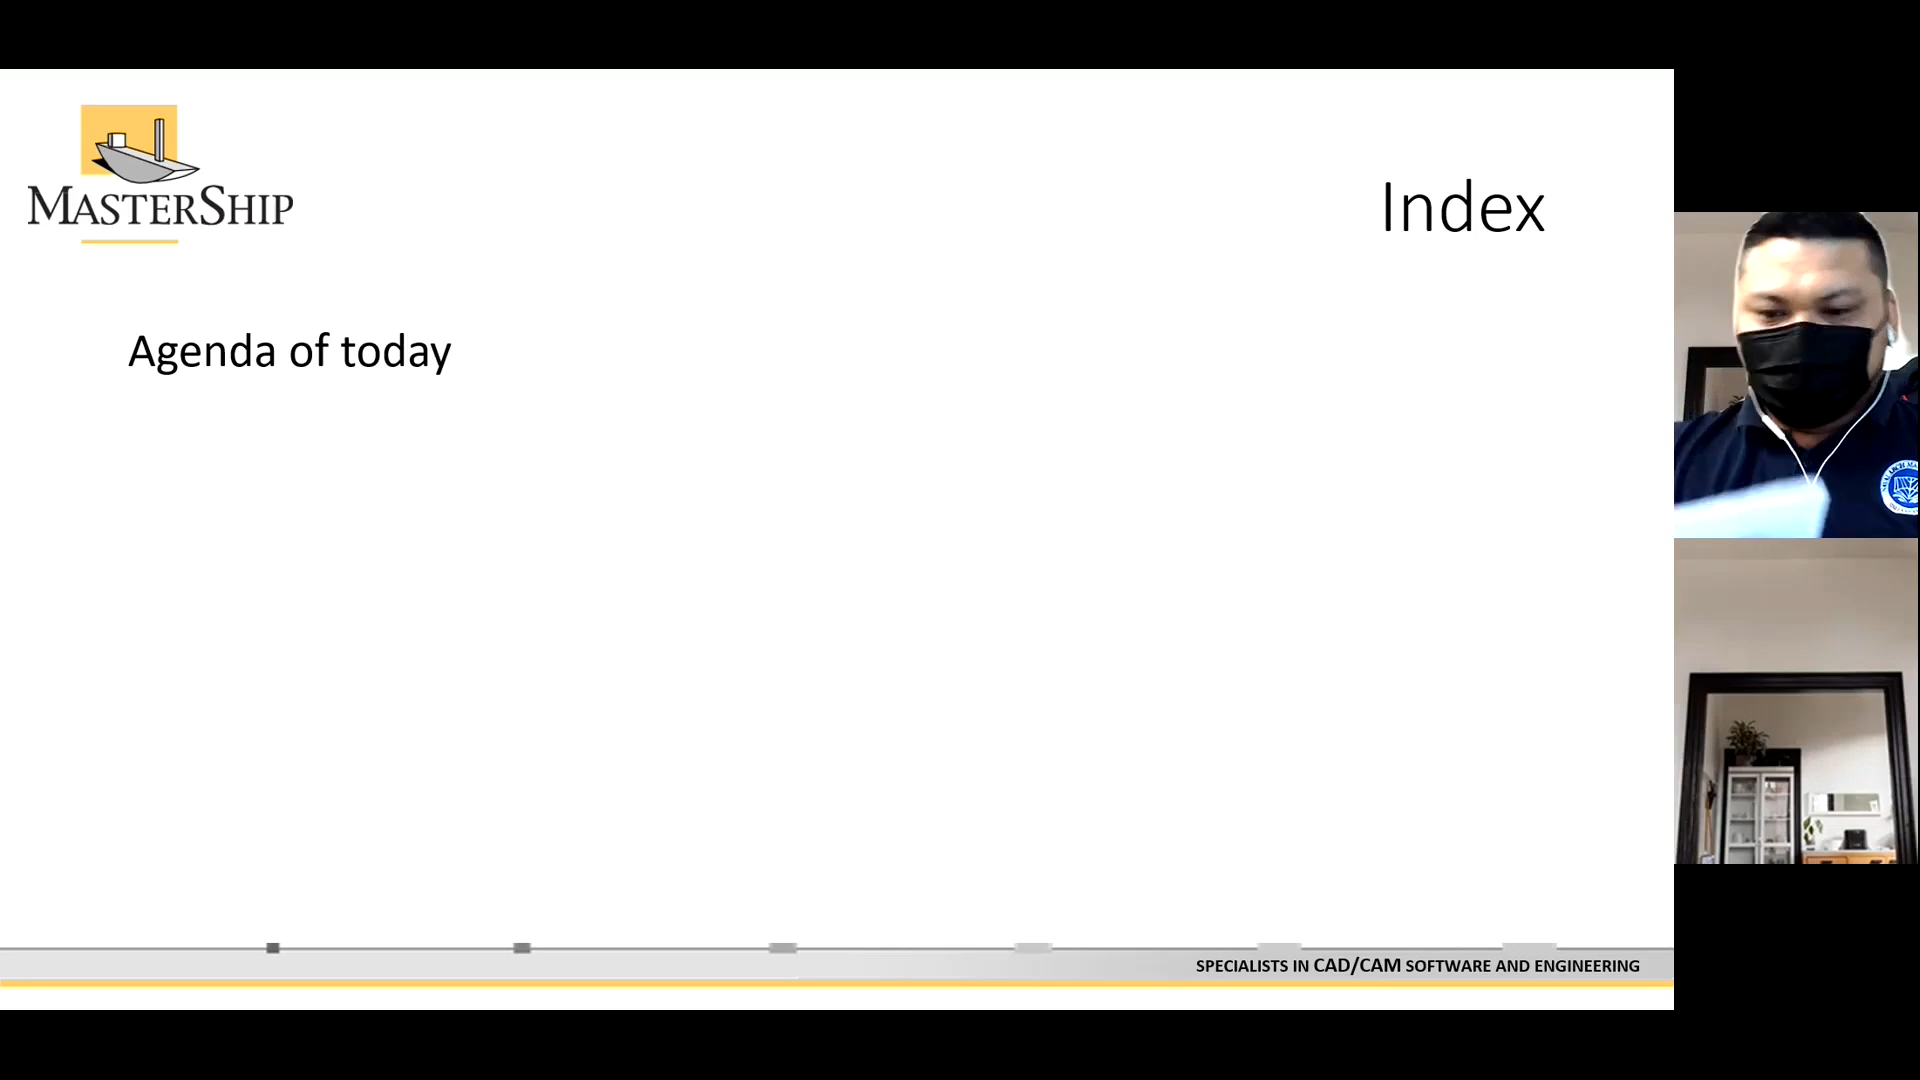 MASTERSHIP
Index
Agenda of today
SPECIALISTS IN CAD/CAM SOFTWARE AND ENGINEERING